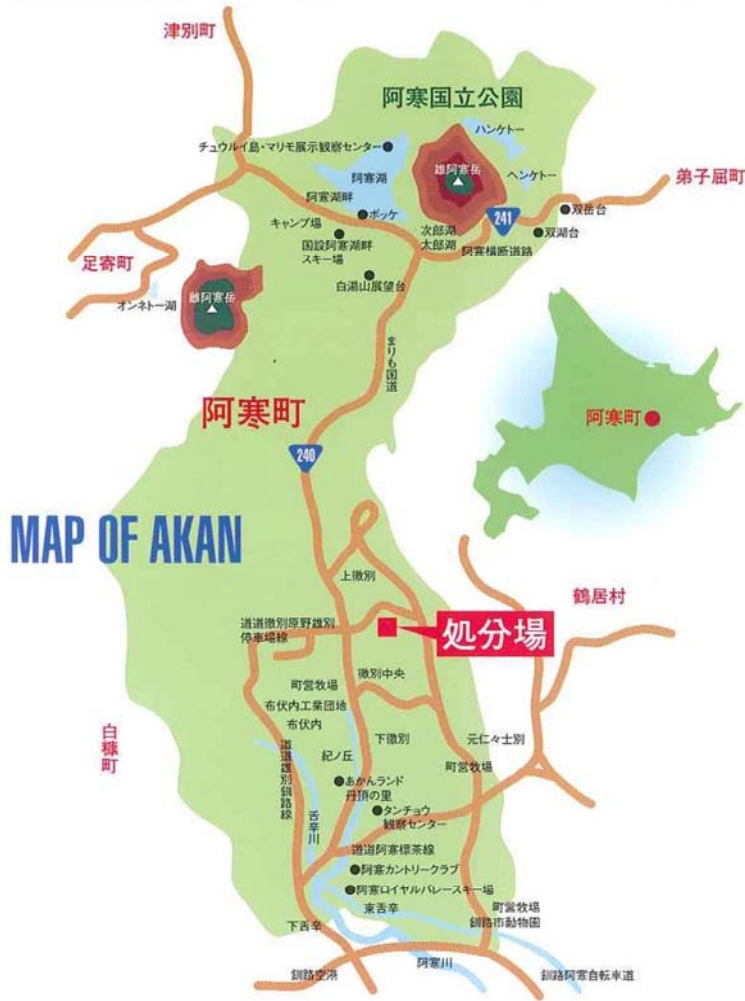 津別町
阿寒国立公園
パンケトー
チュウルイ島・マリモ展示観察センター
雄阿寒岳
阿寒湖
ペンケトー
弟子屈町
阿寒湖畔
241
双岳台
ボッケ
キャンプ場
次郎湖
太郎湖
双湖台
国設阿寒湖畔
スキー場
阿寒横断道路
足寄町
白湯山展望台
オンネトー湖
雌阿寒岳
まりも国道
阿寒町
阿寒町
240
MAP OF AKAN
上徹別
鶴居村
道道徹別原野雄別
停車場線
処分場
徹別中央
町営牧場
布伏内工業団地
布伏内
白糠町
下徹別
元仁々士別
紀ノ丘
町営牧場
道道雄別釧路線
あかんランド
丹頂の里
舌辛川
タンチョウ
観察センター
道道阿寒標茶線
阿寒カントリークラブ
阿寒ロイヤルバレースキー場
東舌辛
町営牧場
釧路市動物園
下舌辛
阿寒川
釧路空港
釧路阿寒自転車道